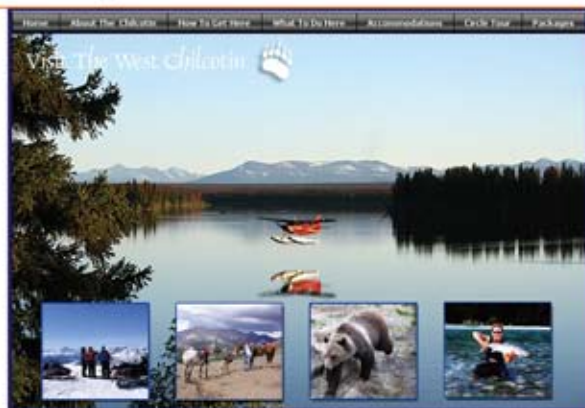 Home About The Chilcotin How To Get Here What To Do Here Accommodations Circle Tour Packages
Visit The West Chilcotin